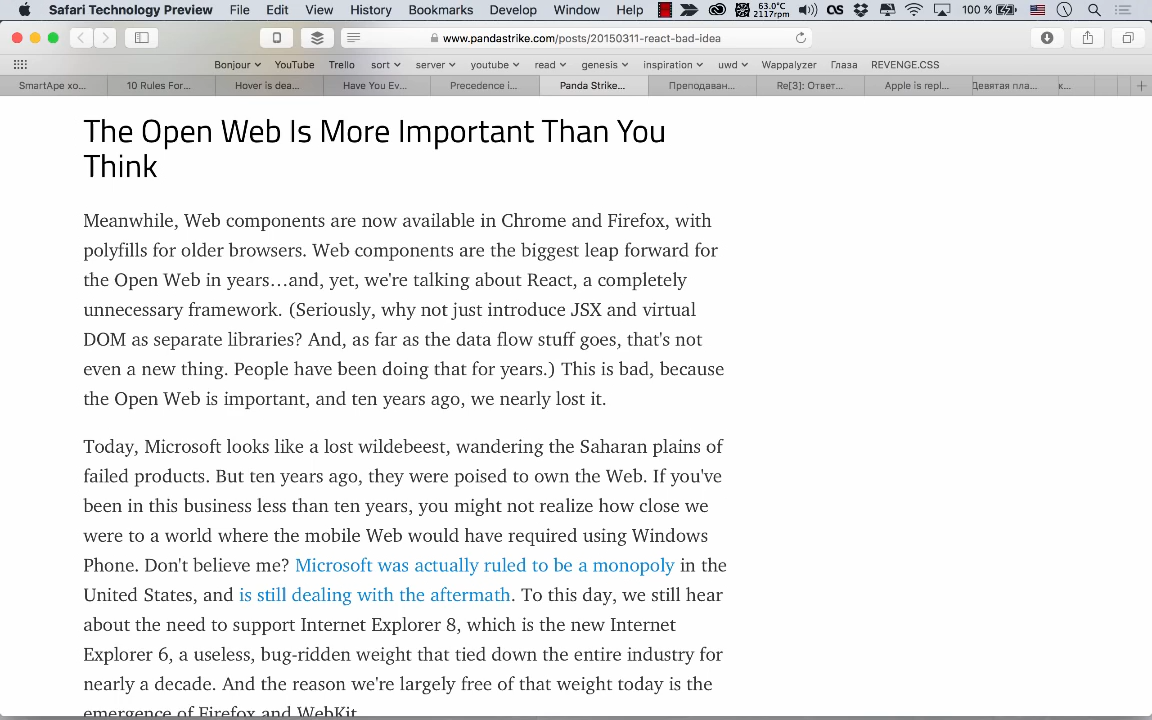 Safari Technology Preview File Edit View History Bookmarks Develop Window Help 63.0°C 2117rpm 100 %
www.pandastrike.com/posts/20150311-react-bad-idea
Bonjour YouTube Trello sort server youtube read genesis inspiration uwd Wappalyzer Глаза REVENGE.CSS
SmartApe хо... 10 Rules For... Hover is dea... Have You Ev... Precedence i... Panda Strike... Преподаван... Re[3]: Ответ... Apple is repl... Девятая пла... к...
The Open Web Is More Important Than You
Think
Meanwhile, Web components are now available in Chrome and Firefox, with
polyfills for older browsers. Web components are the biggest leap forward for
the Open Web in years…and, yet, we're talking about React, a completely
unnecessary framework. (Seriously, why not just introduce JSX and virtual
DOM as separate libraries? And, as far as the data flow stuff goes, that's not
even a new thing. People have been doing that for years.) This is bad, because
the Open Web is important, and ten years ago, we nearly lost it.
Today, Microsoft looks like a lost wildebeest, wandering the Saharan plains of
failed products. But ten years ago, they were poised to own the Web. If you've
been in this business less than ten years, you might not realize how close we
were to a world where the mobile Web would have required using Windows
Phone. Don't believe me? Microsoft was actually ruled to be a monopoly in the
United States, and is still dealing with the aftermath. To this day, we still hear
about the need to support Internet Explorer 8, which is the new Internet
Explorer 6, a useless, bug-ridden weight that tied down the entire industry for
nearly a decade. And the reason we're largely free of that weight today is the
emergence of Firefox and WebKit.